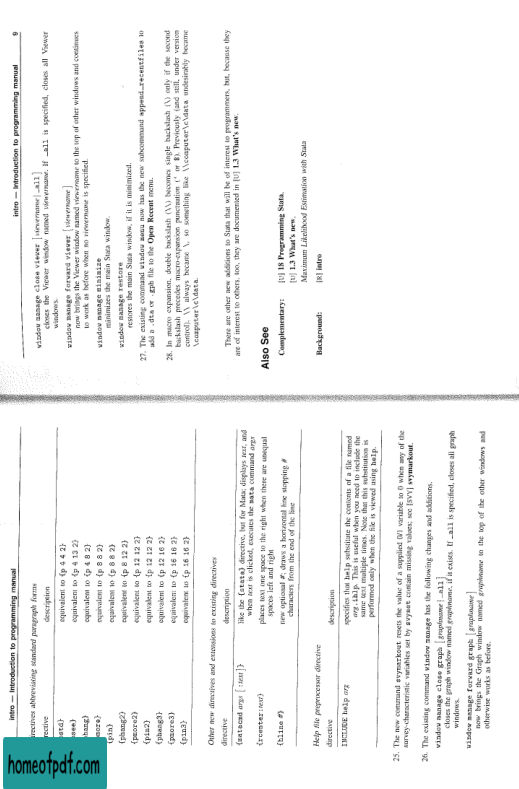 intro — Introduction to programming manual
directives abbreviating standard paragraph forms
directive description
equivalent to {p 4 4 2}
equivalent to {p 4 13 2}
equivalent to {p 4 8 2}
equivalent to {p 8 8 2}
{pin} equivalent to {p 8 8 2}
{phang2} equivalent to {p 8 12 2}
{pmore2} equivalent to {p 12 12 2}
{pin2} equivalent to {p 12 12 2}
{phang3} equivalent to {p 12 16 2}
{pmore3} equivalent to {p 16 16 2}
{pin3} equivalent to {p 16 16 2}
Other new directives and extensions to existing directives
directive description
{matacmd args [:text]} like the {stata} directive, but for Mata; displays text, and
when text is clicked, executes the mata command args
{rcenter:text} places text one space to the right when there are unequal
spaces left and right
{hline #} new optional #; draws a horizontal line stopping #
characters from the end of the line
Help file preprocessor directive
directive description
INCLUDE help arg specifies that help substitute the contents of a file named
arg.ihlp. This is useful when you need to include the
same text multiple times. Note that this substitution is
performed only when the file is viewed using help.
25. The new command svymarkout resets the value of a supplied 0/1 variable to 0 when any of the
survey-characteristic variables set by svyset contain missing values; see [SVY] svymarkout.
26. The existing command window manage has the following changes and additions.
window manage close graph [graphname|_all]
closes the graph window named graphname, if it exists. If _all is specified, closes all graph
windows.
window manage forward graph [graphname]
now brings the Graph window named graphname to the top of the other windows and
otherwise works as before.
intro — Introduction to programming manual 9
window manage close viewer [viewername|_all]
closes the Viewer window named viewername. If _all is specified, closes all Viewer
windows.
window manage forward viewer [viewername]
now brings the Viewer window named viewername to the top of other windows and continues
to work as before when no viewername is specified.
window manage minimize
minimizes the main Stata window.
window manage restore
restores the main Stata window, if it is minimized.
27. The existing command window menu now has the new subcommand append_recentfiles to
add a .dta or .gph file to the Open Recent menu.
28. In macro expansion, double backslash (\\) becomes single backslash (\) only if the second
backslash precedes macro-expansion punctuation (` or $). Previously (and still, under version
control), \\ always became \, so something like \\computer\c\data undesirably became
\computer\c\data.
There are other new additions to Stata that will be of interest to programmers, but, because they
are of interest to others, too, they are documented in [U] 1.3 What's new.
Also See
Complementary: [U] 18 Programming Stata,
[U] 1.3 What's new,
Maximum Likelihood Estimation with Stata
Background: [R] intro
homeofpdf.com